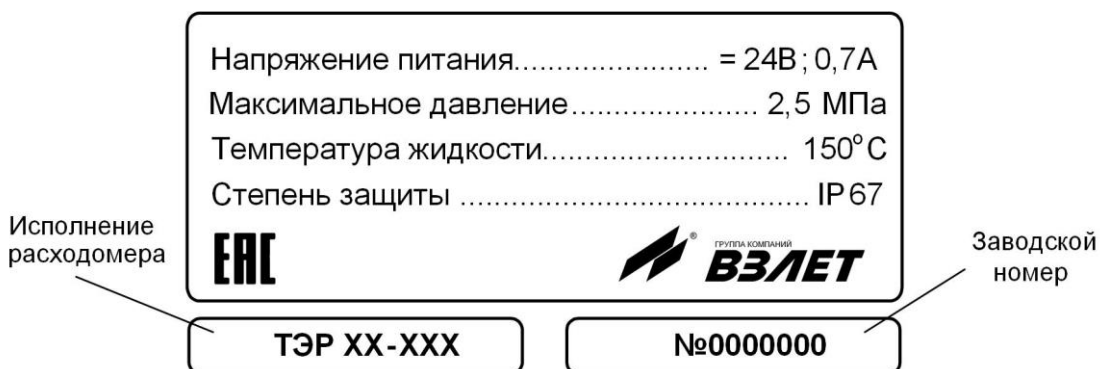 Напряжение питания....................... = 24В; 0,7А
Максимальное давление...................... 2,5 МПа
Температура жидкости.......................... 150°С
Степень защиты ..................................... IP67
Исполнение
расходомера
ЕАС
®
ГРУППА КОМПАНИЙ
ВЗЛЕТ
Заводской
номер
ТЭР ХХ-ХХХ
№0000000